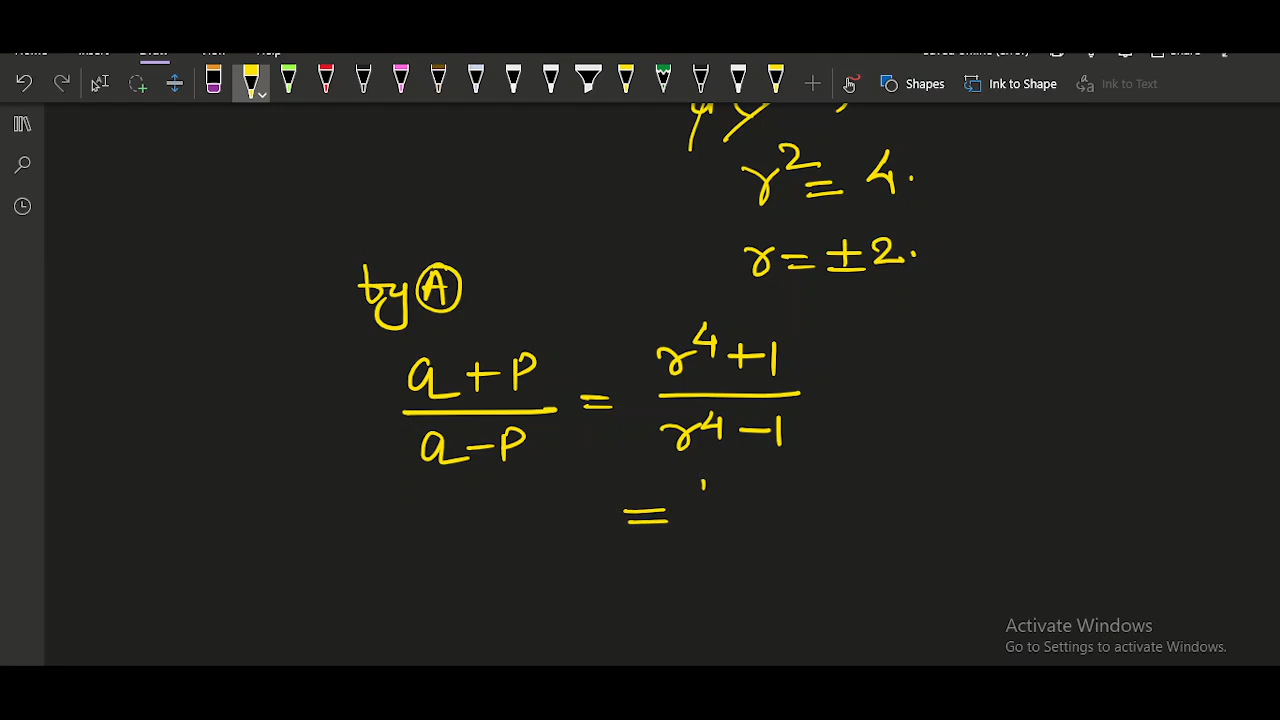 Shapes Ink to Shape Ink to Text
r² = 4.
r = ±2.
by Ⓐ
q + p / q - p = r⁴ + 1 / r⁴ - 1
=
Activate Windows
Go to Settings to activate Windows.